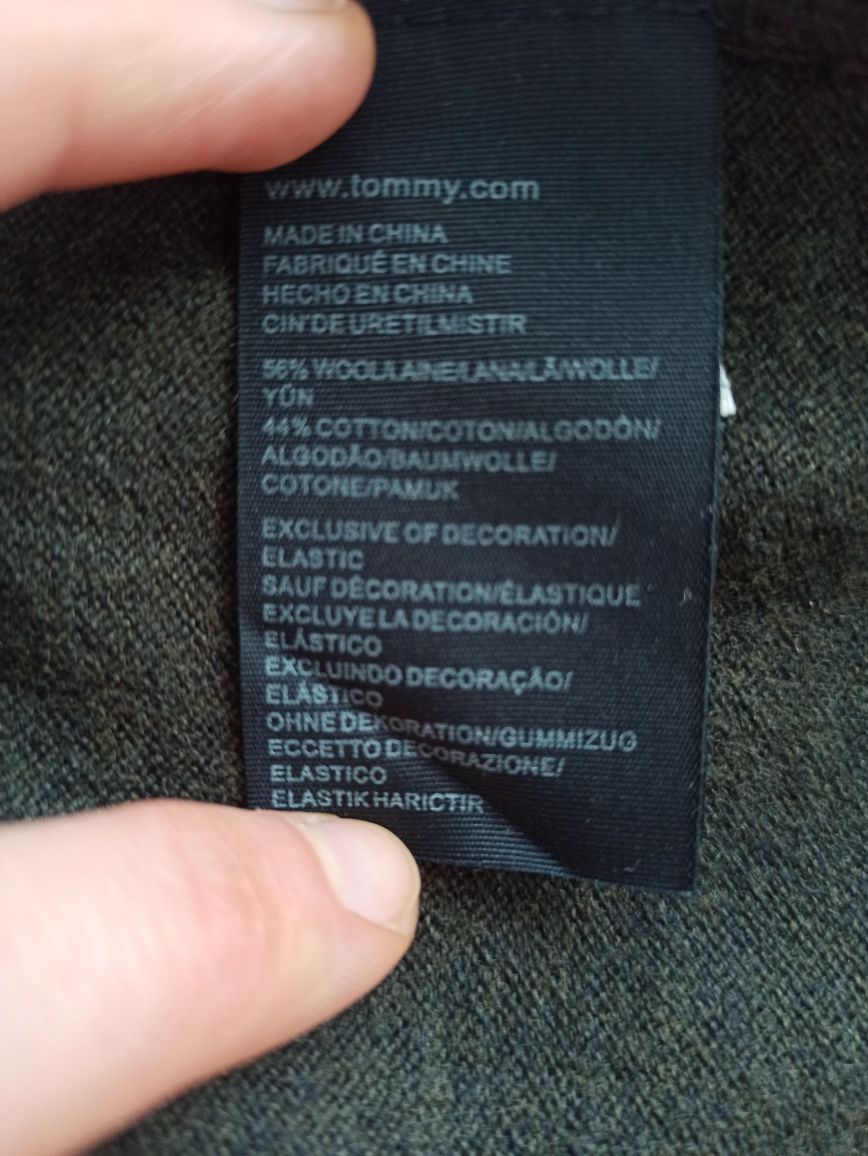 www.tommy.com
MADE IN CHINA
FABRIQUÉ EN CHINE
HECHO EN CHINA
CIN'DE URETILMISTIR
56% WOOL/LAINE/LANA/LÃ/WOLLE/
YÜN
44% COTTON/COTON/ALGODÓN/
ALGODÃO/BAUMWOLLE/
COTONE/PAMUK
EXCLUSIVE OF DECORATION/
ELASTIC
SAUF DÉCORATION/ÉLASTIQUE
EXCLUYE LA DECORACIÓN/
ELÁSTICO
EXCLUINDO DECORAÇÃO/
ELÁSTICO
OHNE DEKORATION/GUMMIZUG
ECCETTO DECORAZIONE/
ELASTICO
ELASTIK HARICTIR